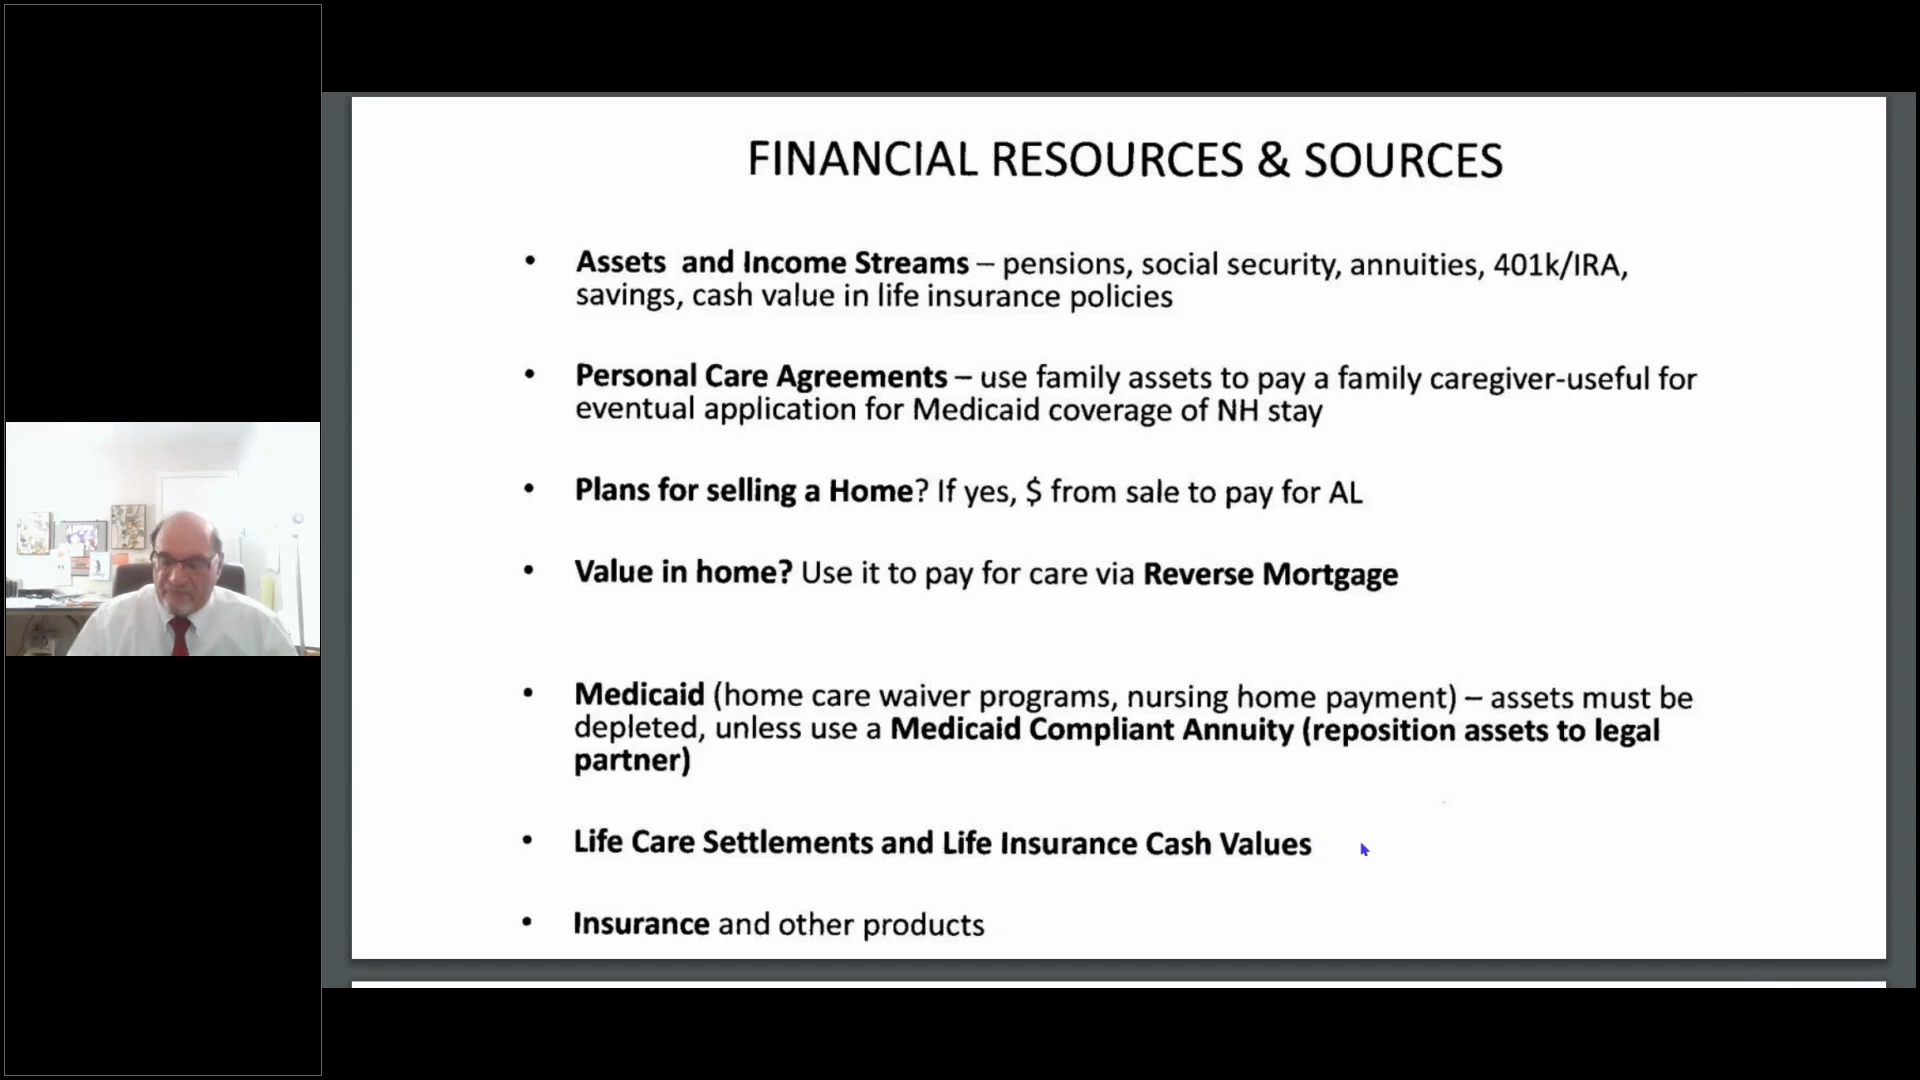 FINANCIAL RESOURCES & SOURCES
• Assets and Income Streams – pensions, social security, annuities, 401k/IRA,
savings, cash value in life insurance policies
• Personal Care Agreements – use family assets to pay a family caregiver-useful for
eventual application for Medicaid coverage of NH stay
• Plans for selling a Home? If yes, $ from sale to pay for AL
• Value in home? Use it to pay for care via Reverse Mortgage
• Medicaid (home care waiver programs, nursing home payment) – assets must be
depleted, unless use a Medicaid Compliant Annuity (reposition assets to legal
partner)
• Life Care Settlements and Life Insurance Cash Values
• Insurance and other products